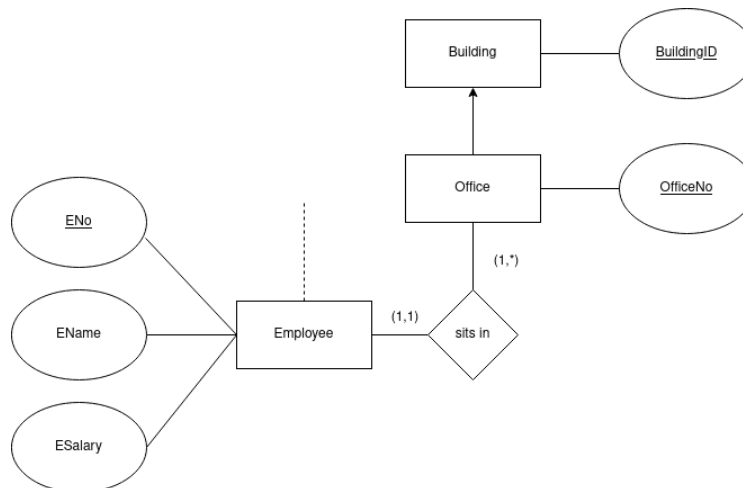 Building
BuildingID
Office
OfficeNo
ENo
(1,*)
(1,1)
Employee
sits in
EName
ESalary